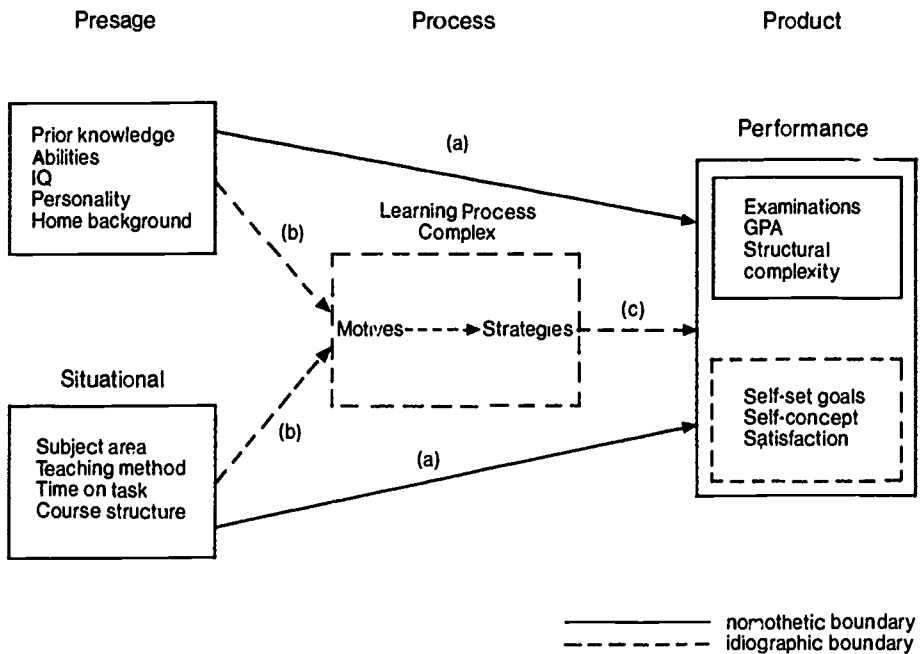 Presage
Process
Product
Prior knowledge
Abilities
IQ
Personality
Home background
(a)
(b)
Learning Process
Complex
Motives
Strategies
(c)
Performance
Examinations
GPA
Structural
complexity
Self-set goals
Self-concept
Satisfaction
Situational
Subject area
Teaching method
Time on task
Course structure
(b)
(a)
nomothetic boundary
idiographic boundary